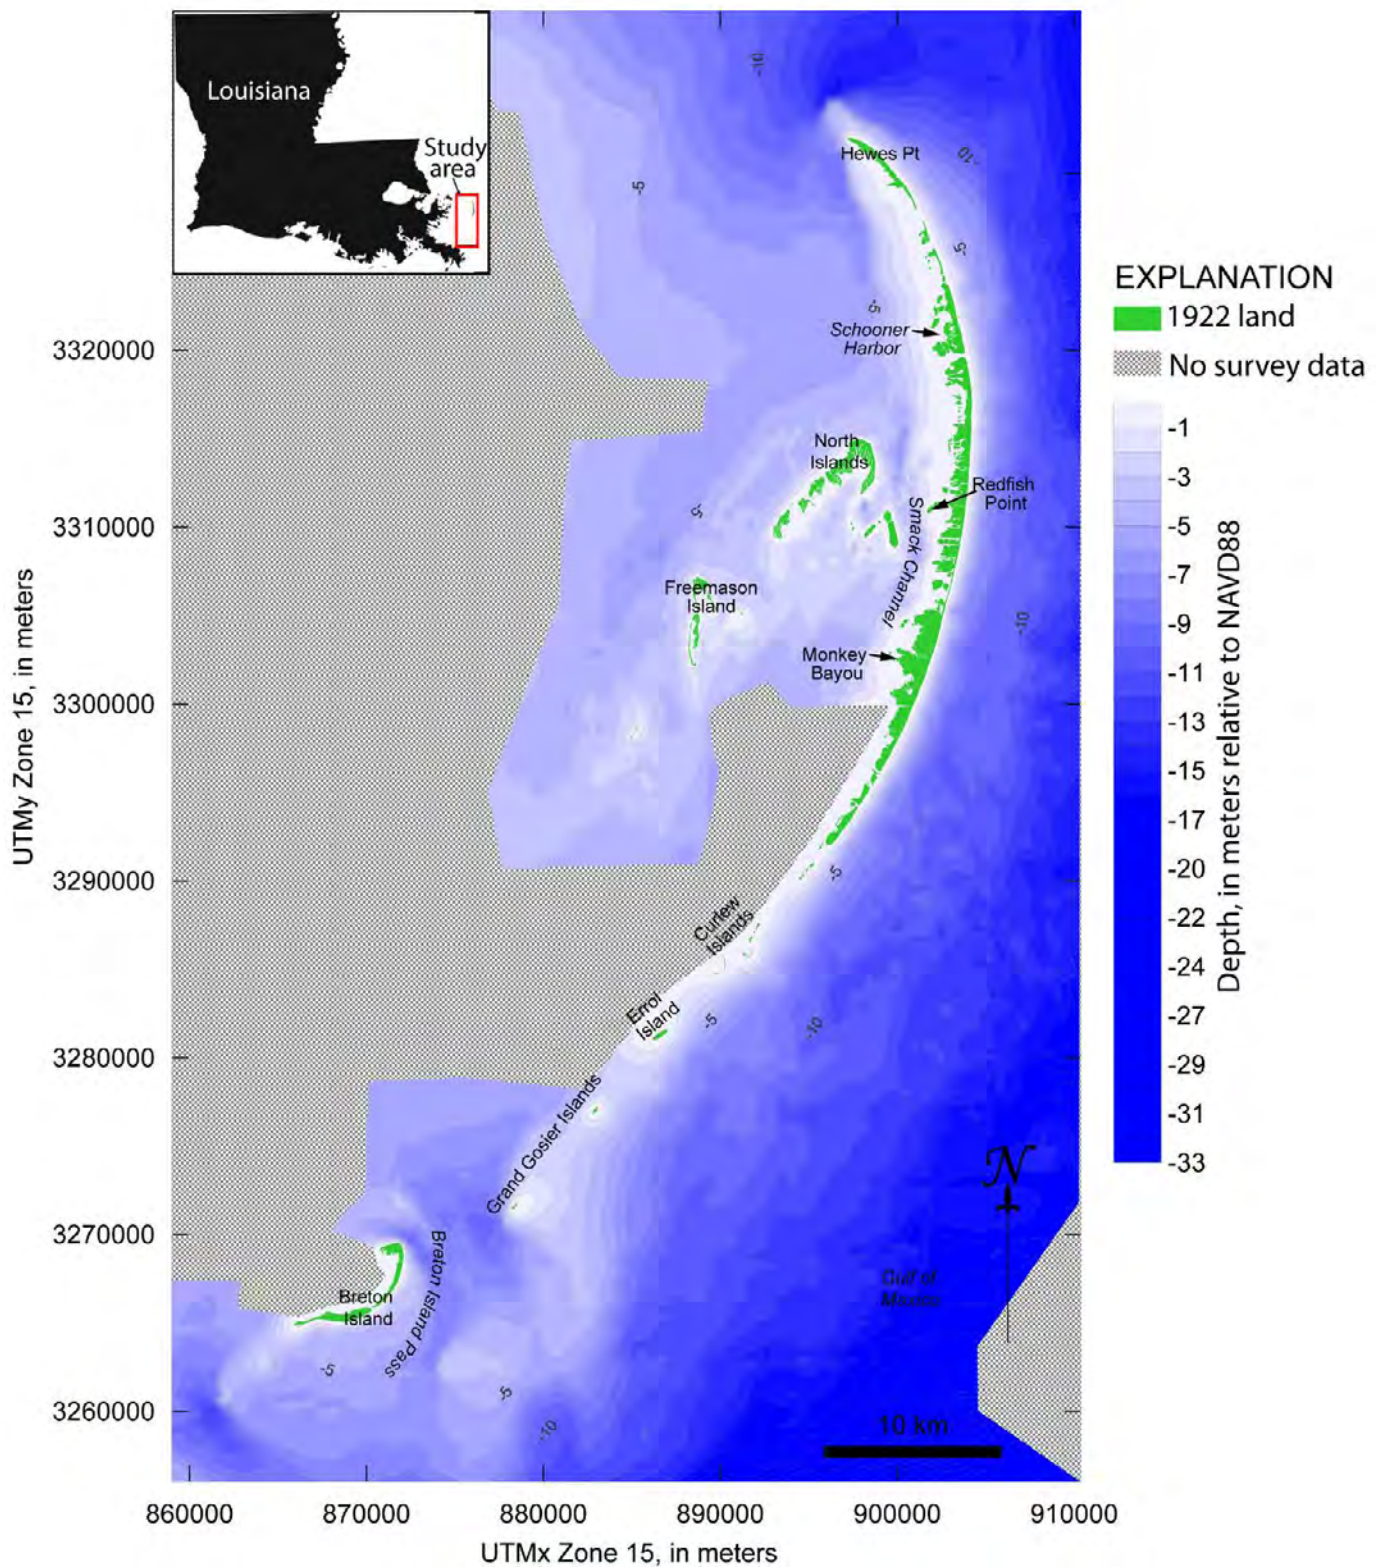 Louisiana
Study
area
-10
Hewes Pt
-10
-5
-5
-5
Schooner
Harbor
EXPLANATION
1922 land
No survey data
-1
-3
-5
-7
-9
-11
-13
-15
-17
-20
-22
-24
-27
-29
-31
-33
Depth, in meters relative to NAVD88
North
Islands
Redfish
Point
Smack Channel
-5
Freemason
Island
-10
Monkey
Bayou
-5
Curlew
Islands
Errol
Island
-5
-10
Grand Gosier Islands
Breton Island Pass
Breton
Island
-5
-5
-10
N
Gulf of
Mexico
10 km
3320000
3310000
3300000
3290000
3280000
3270000
3260000
UTMy Zone 15, in meters
860000
870000
880000
890000
900000
910000
UTMx Zone 15, in meters